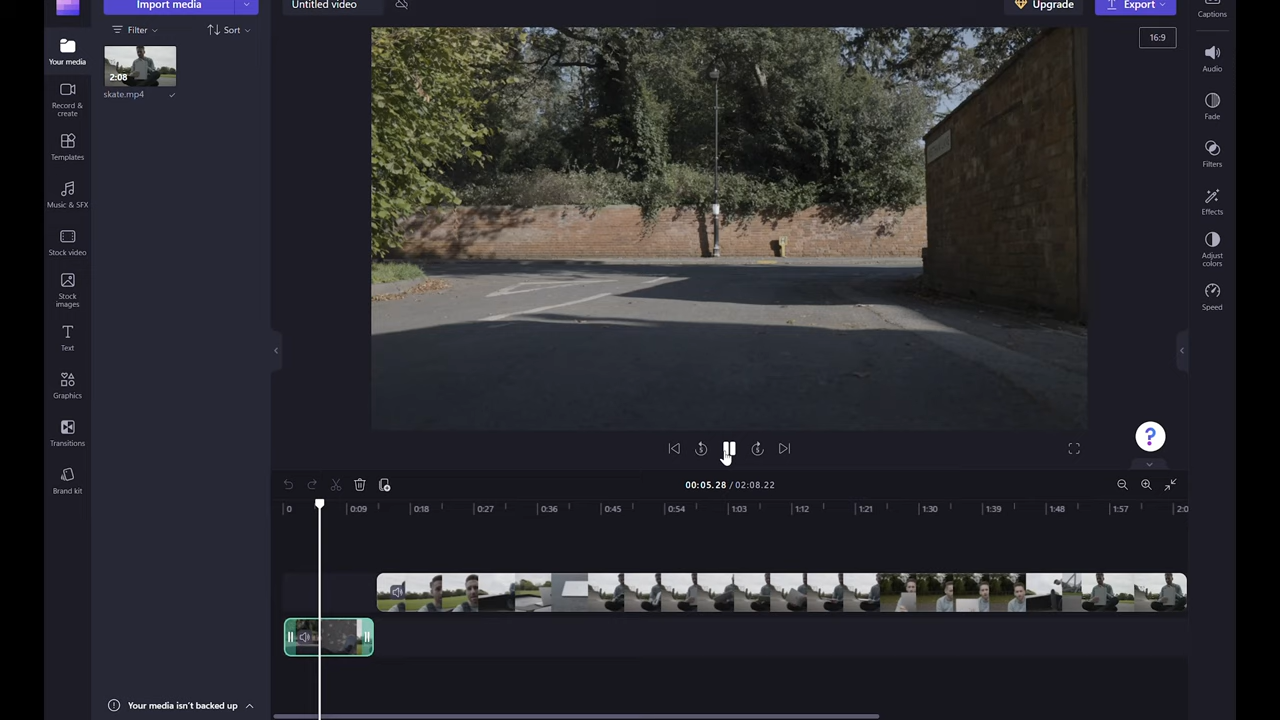 Import media
Untitled video
Upgrade
Export
Captions
Filter
Sort
16:9
Your media
2:08
skate.mp4
Audio
Record &
create
Fade
Templates
Filters
Music & SFX
Effects
Stock video
Adjust
colors
Stock
images
Speed
Text
Graphics
Transitions
5
5
?
Brand kit
00:05.28 / 02:08.22
0
0:09
0:18
0:27
0:36
0:45
0:54
1:03
1:12
1:21
1:30
1:39
1:48
1:57
2:0
Your media isn't backed up